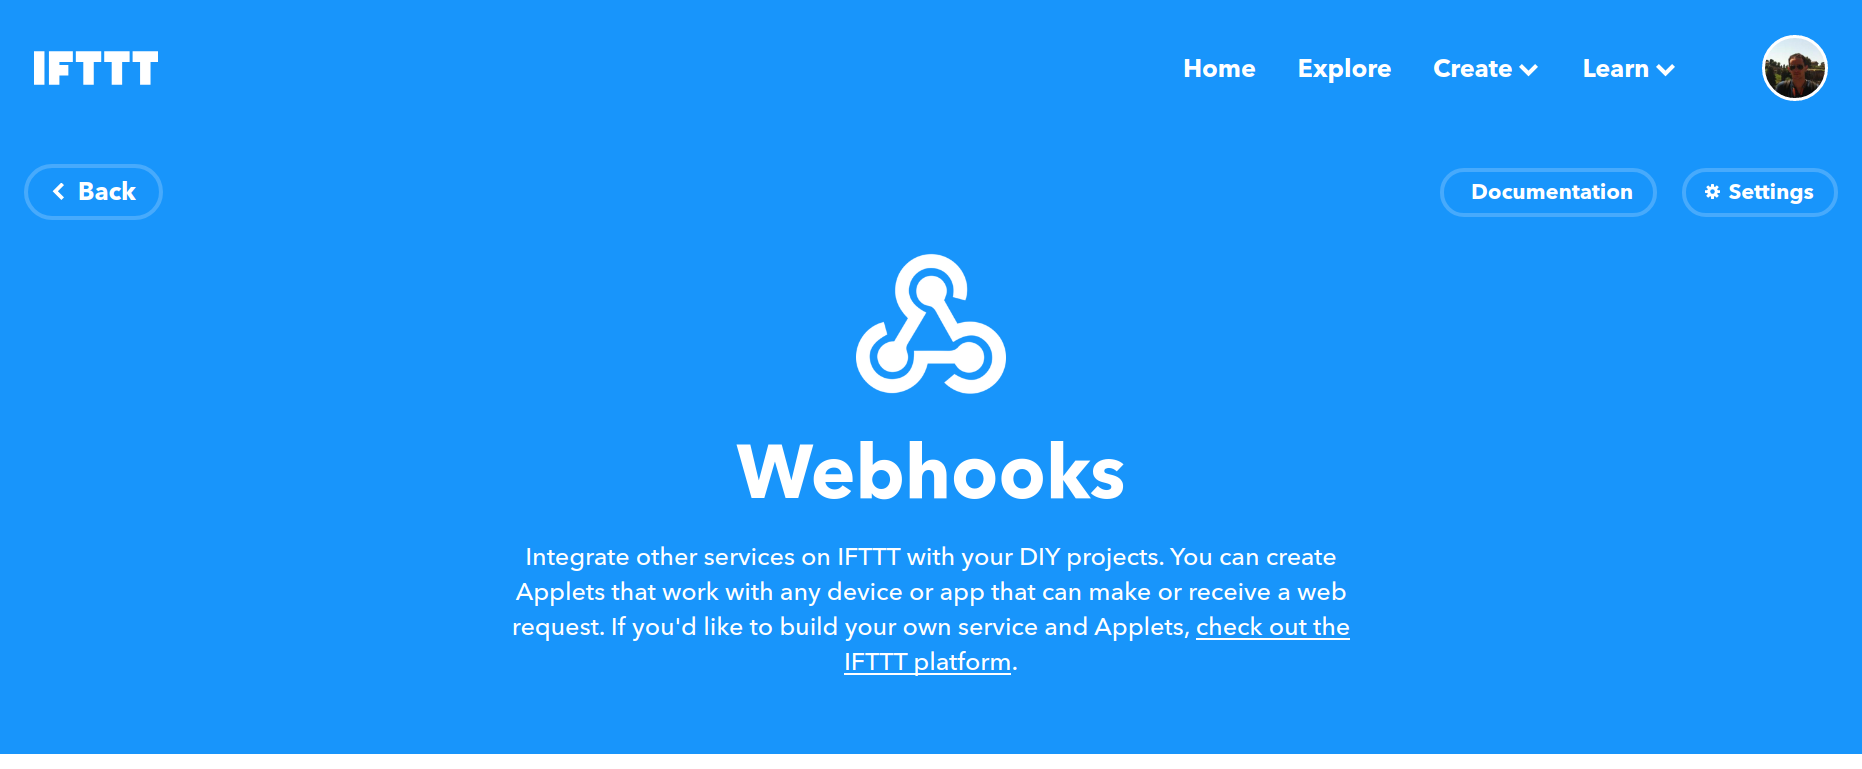 IFTTT
Home
Explore
Create
Learn
Back
Documentation
Settings
Webhooks
Integrate other services on IFTTT with your DIY projects. You can create
Applets that work with any device or app that can make or receive a web
request. If you'd like to build your own service and Applets, check out the
IFTTT platform.